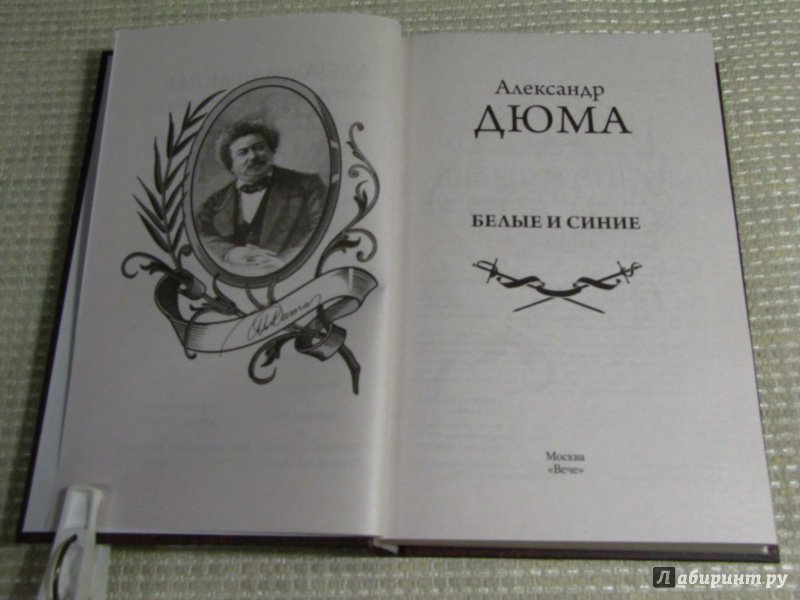 Александр
ДЮМА
БЕЛЫЕ И СИНИЕ
Москва
«Вече»
Лабиринт.ру